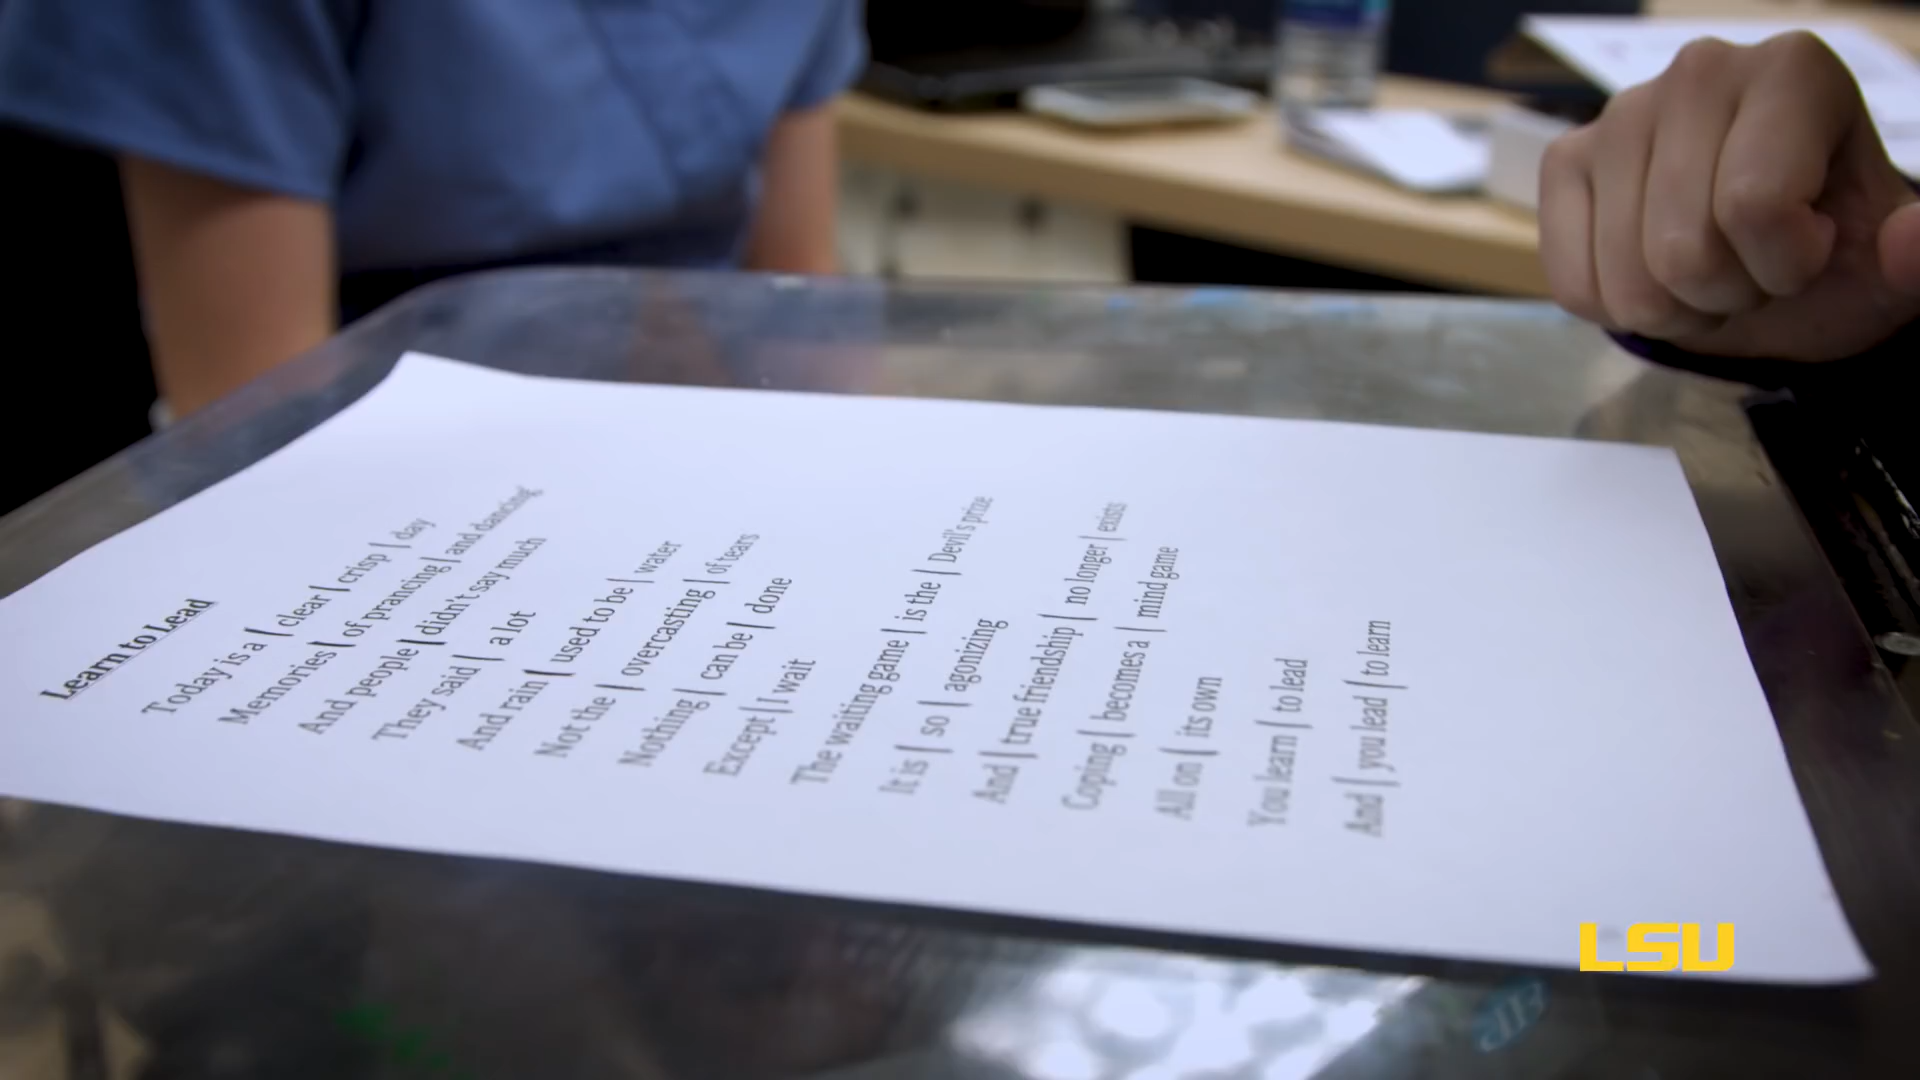 Learn to Lead
Today is a | clear | crisp | day
Memories | of prancing | and dancing
And people | didn't say much
They said | a lot
And rain | used to be | water
Not the | overcasting | of tears
Nothing | can be | done
Except | I wait
The waiting game | is the | Devil's prize
It is | so | agonizing
And | true friendship | no longer | exists
Coping | becomes a | mind game
All on | its own
You learn | to lead
And | you lead | to learn
LSU